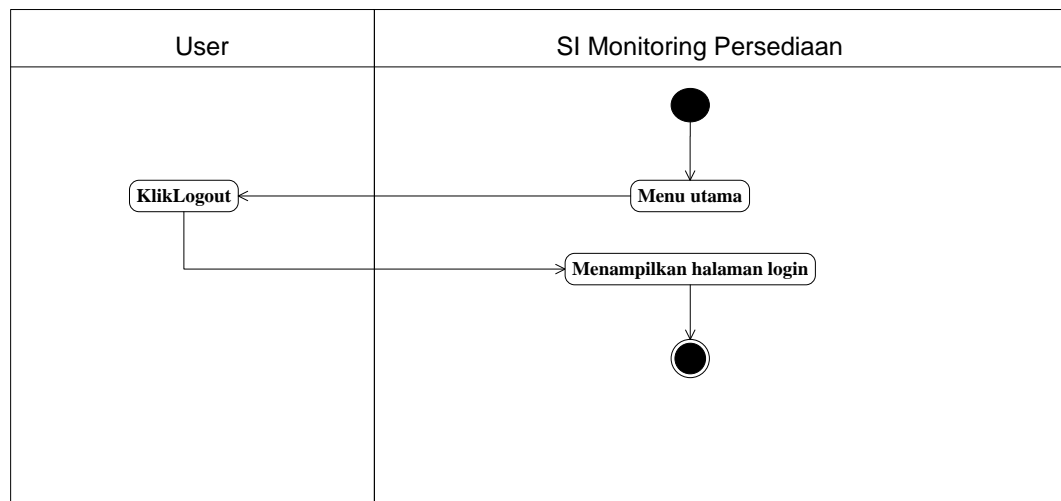 User
SI Monitoring Persediaan
KlikLogout
Menu utama
Menampilkan halaman login